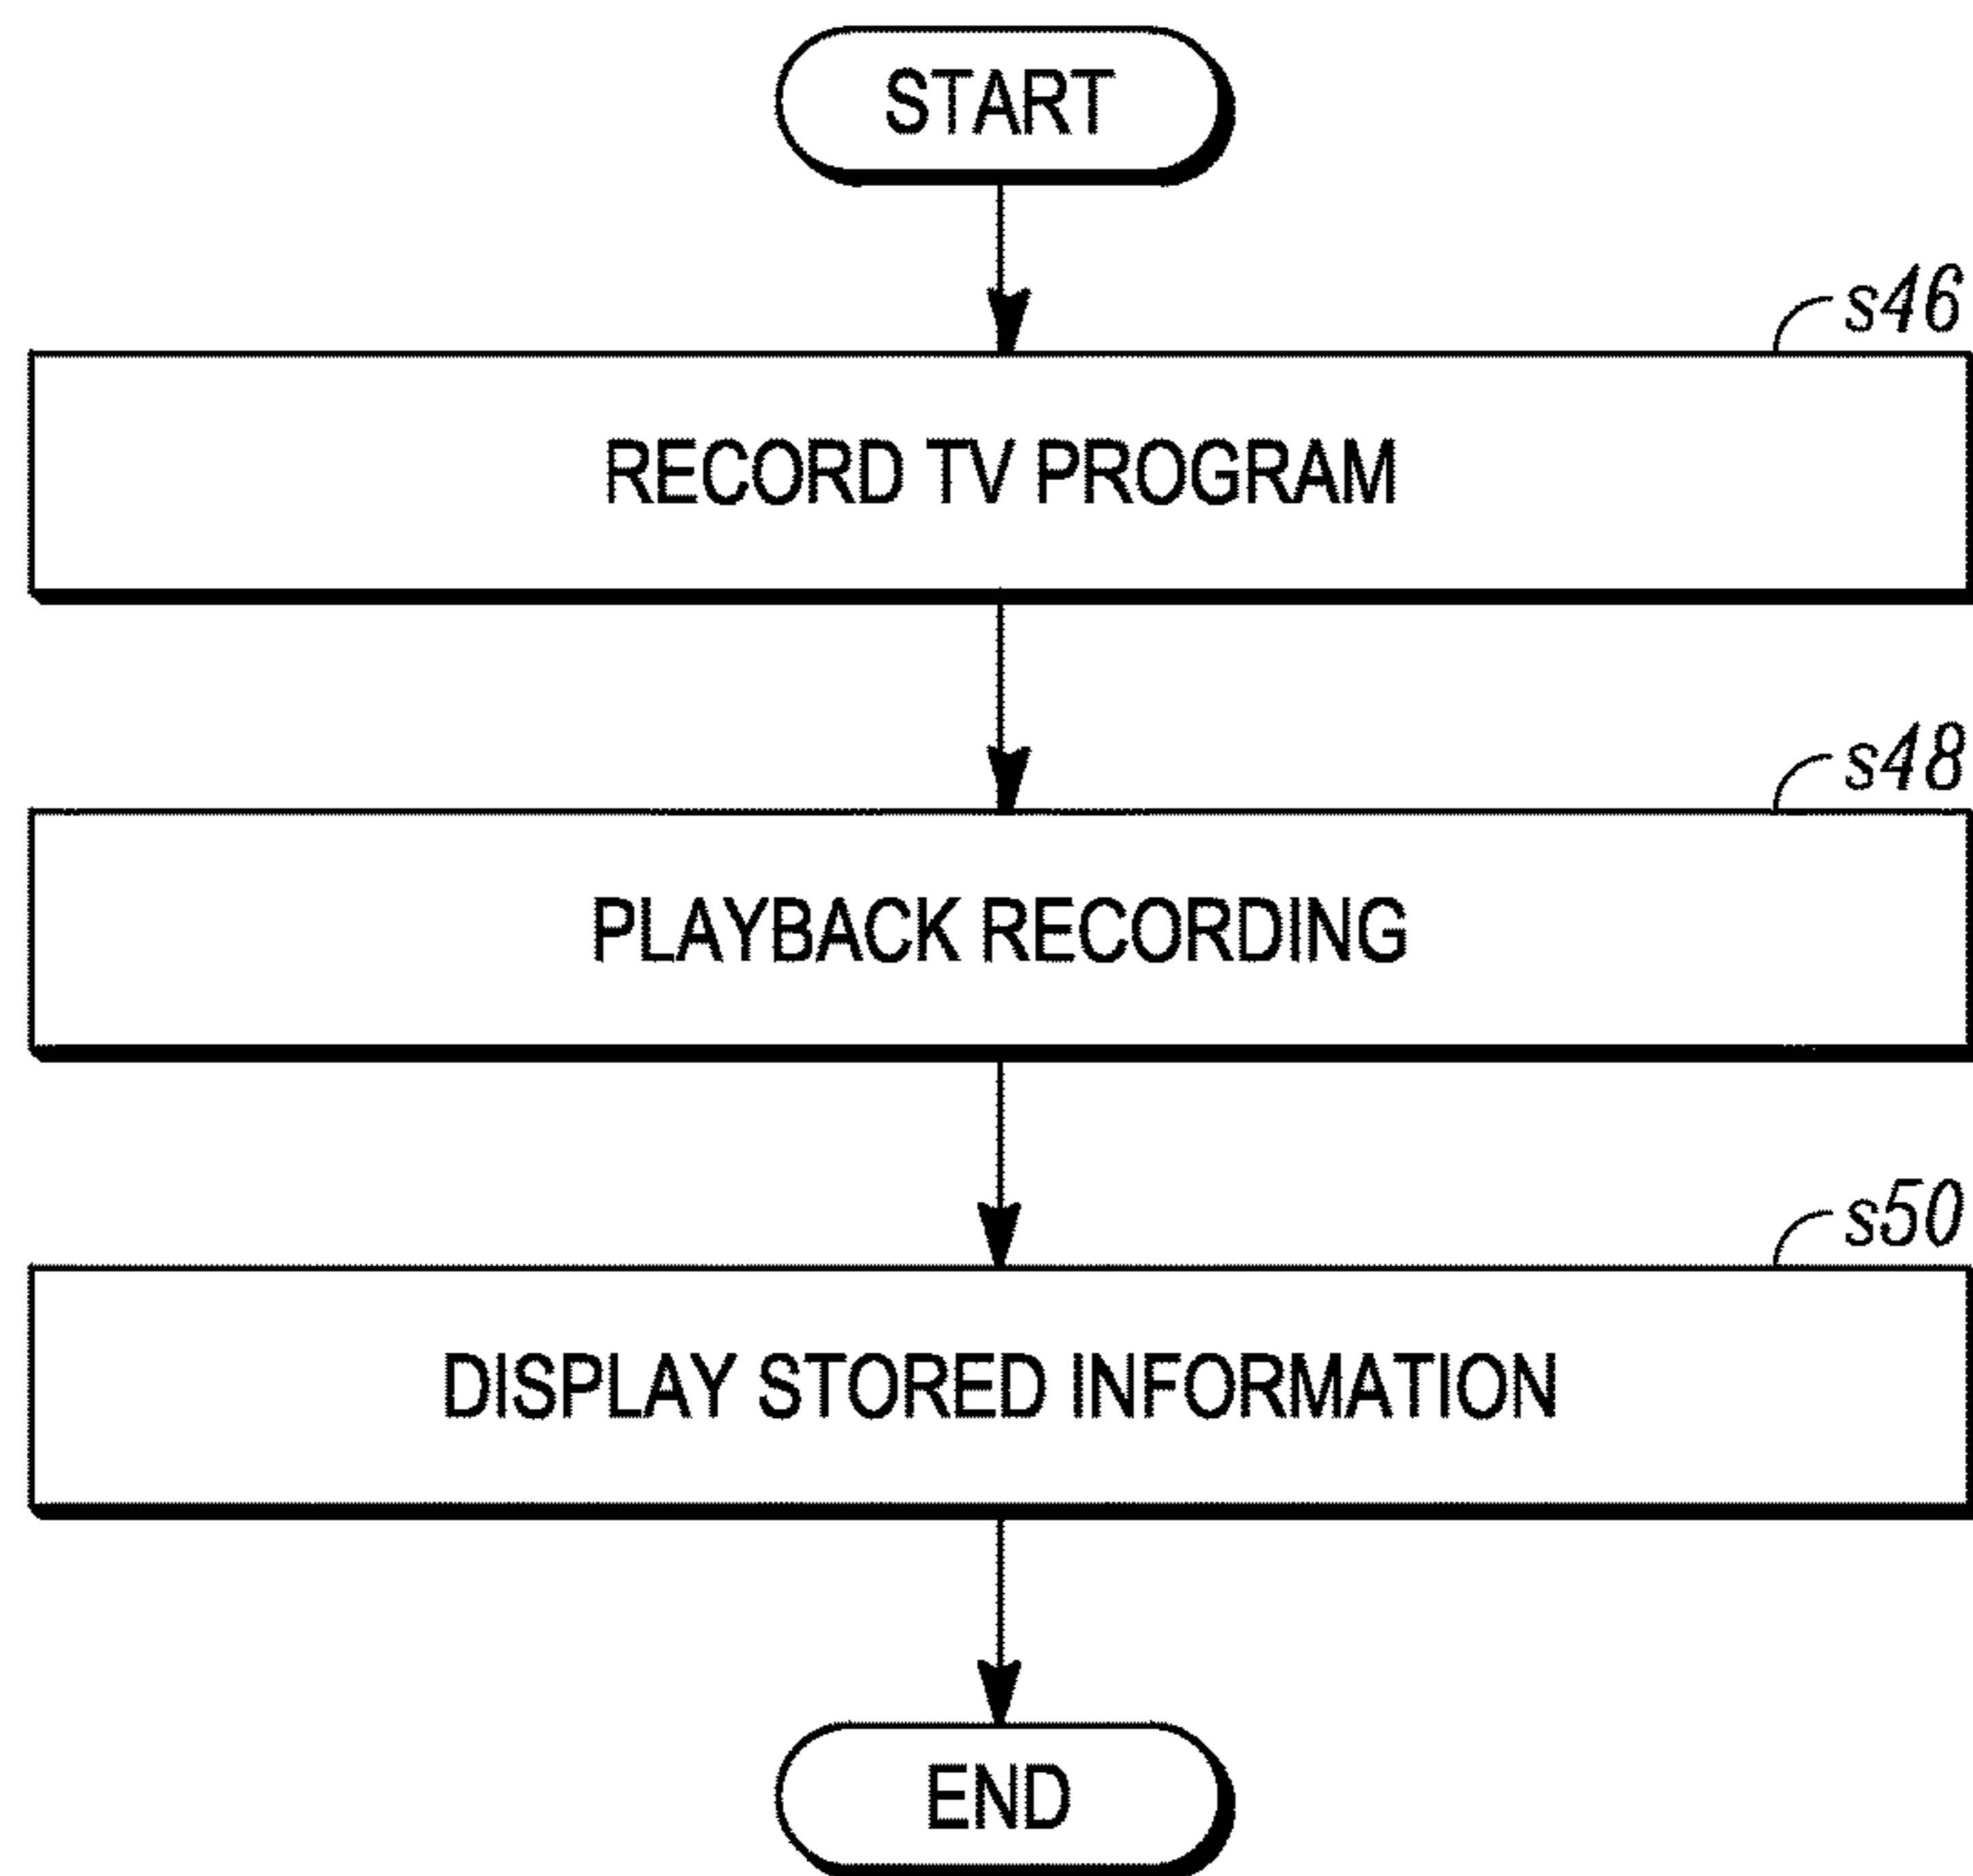 START
s46
RECORD TV PROGRAM
s48
PLAYBACK RECORDING
s50
DISPLAY STORED INFORMATION
END